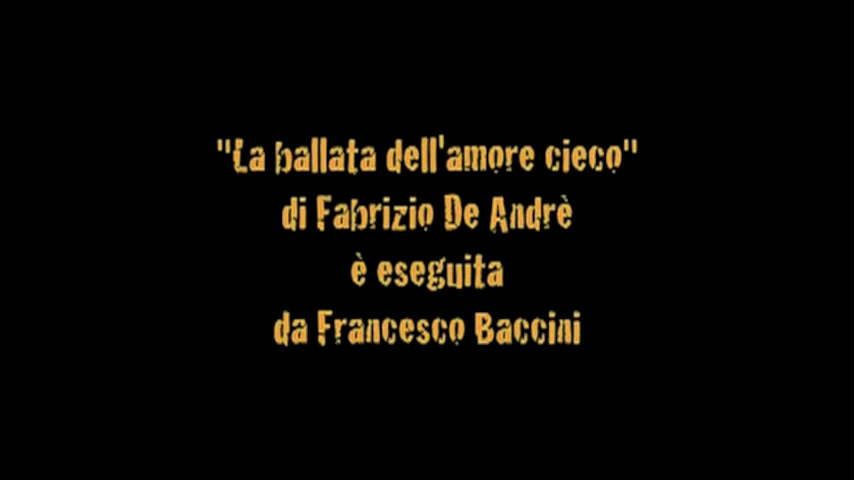 "La ballata dell'amore cieco"
di Fabrizio De Andrè
è eseguita
da Francesco Baccini